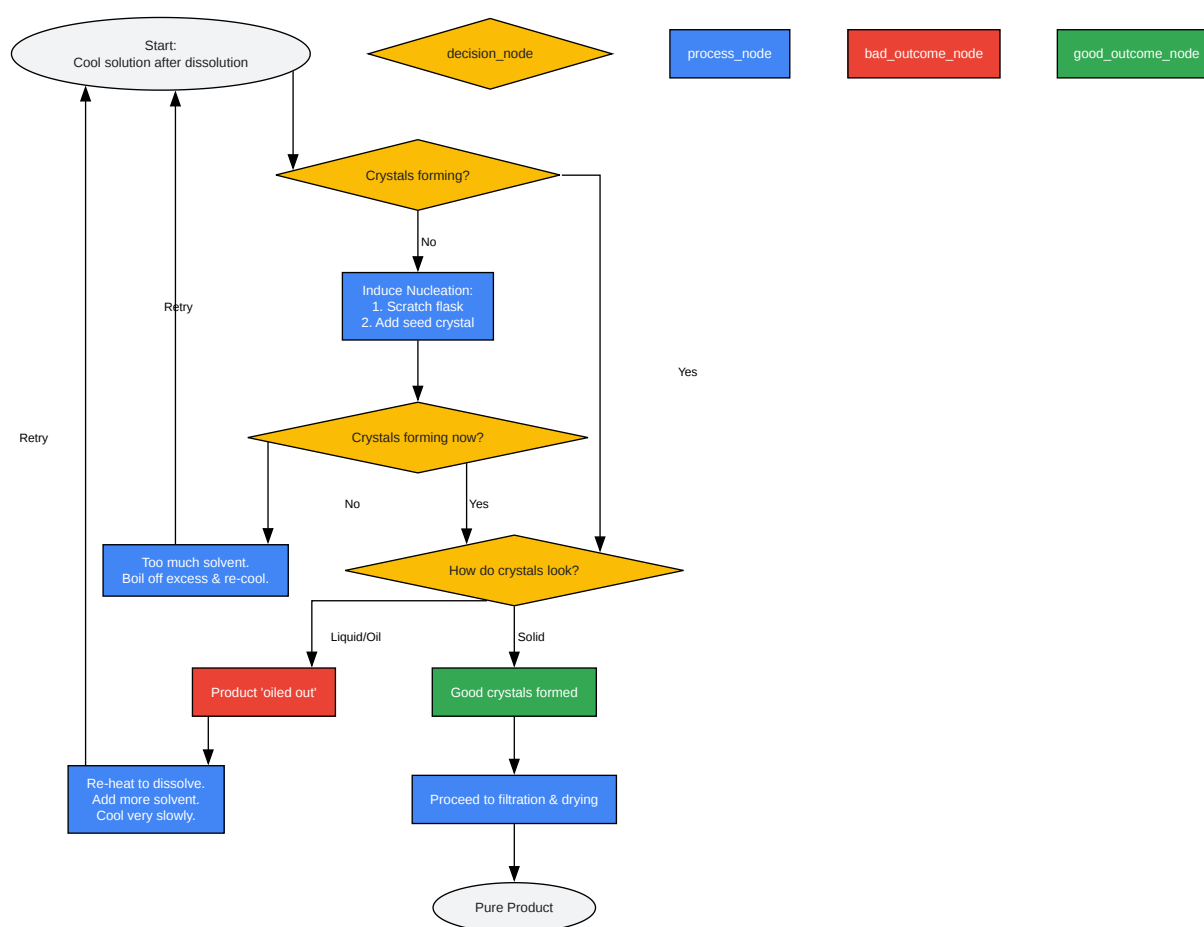 Start:
Cool solution after dissolution
decision_node
process_node
bad_outcome_node
good_outcome_node
Crystals forming?
No
Induce Nucleation:
1. Scratch flask
2. Add seed crystal
Retry
Yes
Crystals forming now?
Retry
No
Yes
Too much solvent.
Boil off excess & re-cool.
How do crystals look?
Liquid/Oil
Solid
Product 'oiled out'
Good crystals formed
Re-heat to dissolve.
Add more solvent.
Cool very slowly.
Proceed to filtration & drying
Pure Product